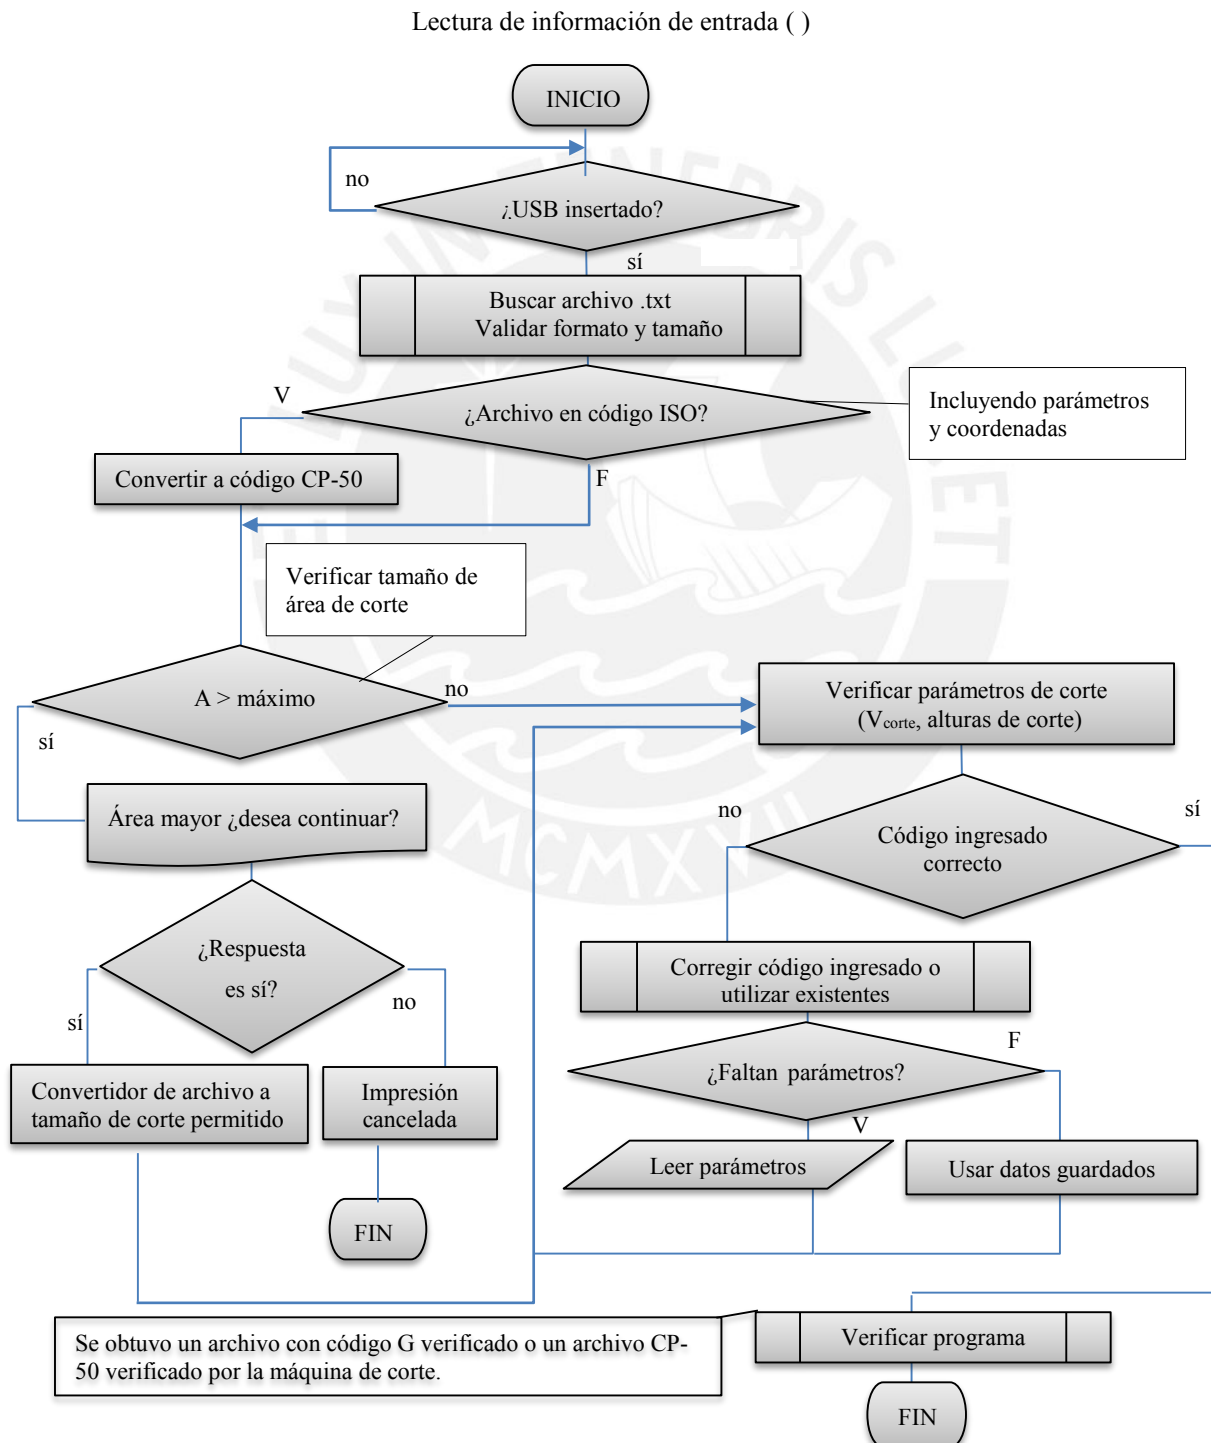 Lectura de información de entrada ( )
INICIO
no
¿USB insertado?
sí
Buscar archivo .txt
Validar formato y tamaño
V
¿Archivo en código ISO?
Incluyendo parámetros
y coordenadas
Convertir a código CP-50
F
Verificar tamaño de
área de corte
A > máximo
no
sí
Verificar parámetros de corte
(Vcorte, alturas de corte)
Área mayor ¿desea continuar?
no
sí
Código ingresado
correcto
¿Respuesta
es sí?
sí
no
Corregir código ingresado o
utilizar existentes
¿Faltan parámetros?
F
V
Convertidor de archivo a
tamaño de corte permitido
Impresión
cancelada
Leer parámetros
Usar datos guardados
FIN
Se obtuvo un archivo con código G verificado o un archivo CP-
50 verificado por la máquina de corte.
Verificar programa
FIN
MCMXVII